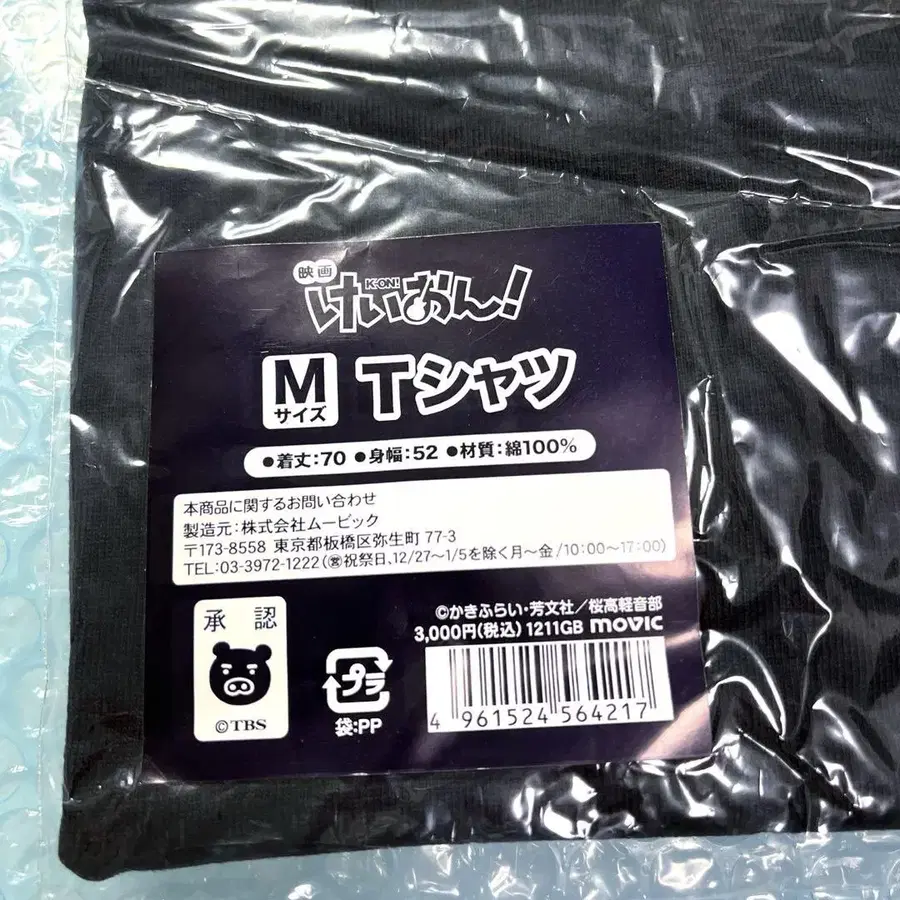 映画
K-ON!
けいおん!
M
サイズ
Tシャツ
●着丈:70 ●身幅:52 ●材質:綿100%
本商品に関するお問い合わせ
製造元:株式会社ムービック
〒173-8558 東京都板橋区弥生町 77-3
TEL:03-3972-1222(㊡祝祭日、12/27〜1/5を除く月〜金/10:00〜17:00)
©かきふらい・芳文社/桜高軽音部
3,000円(税込) 1211GB movic
4 961524 564217
承認
©TBS
プラ
袋:PP